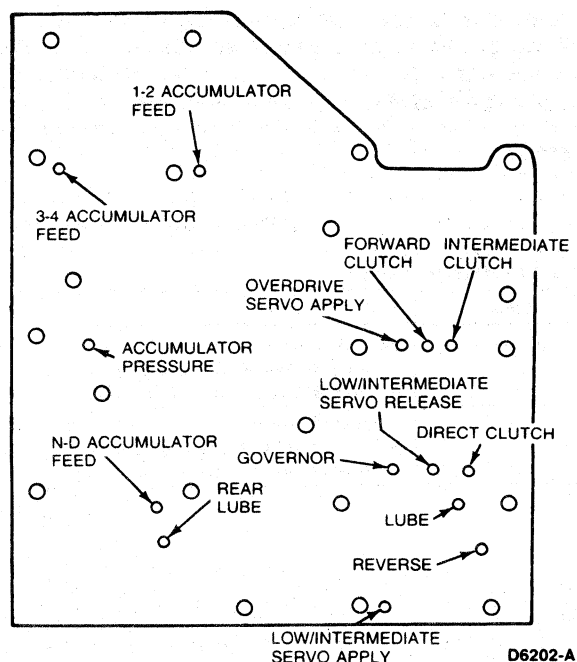 1-2 ACCUMULATOR
FEED
3-4 ACCUMULATOR
FEED
FORWARD
CLUTCH
INTERMEDIATE
CLUTCH
OVERDRIVE
SERVO APPLY
ACCUMULATOR
PRESSURE
LOW/INTERMEDIATE
SERVO RELEASE
DIRECT CLUTCH
N-D ACCUMULATOR
FEED
GOVERNOR
REAR
LUBE
LUBE
REVERSE
LOW/INTERMEDIATE
SERVO APPLY
D6202-A